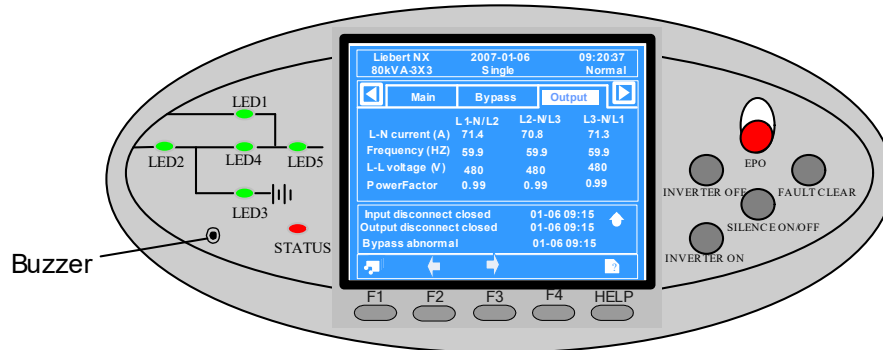 Liebert NX 2007-01-06 09:20:37
80kVA-3X3 Single Normal
Main Bypass Output
L1-N/L2 L2-N/L3 L3-N/L1
L-N current (A) 71.4 70.8 71.3
Frequency (HZ) 59.9 59.9 59.9
L-L voltage (V) 480 480 480
PowerFactor 0.99 0.99 0.99
Input disconnect closed 01-06 09:15
Output disconnect closed 01-06 09:15
Bypass abnormal 01-06 09:15
?
F1 F2 F3 F4 HELP
LED1
LED2 LED4 LED5
LED3
STATUS
Buzzer
EPO
INVERTER OFF FAULT CLEAR
SILENCE ON/OFF
INVERTER ON